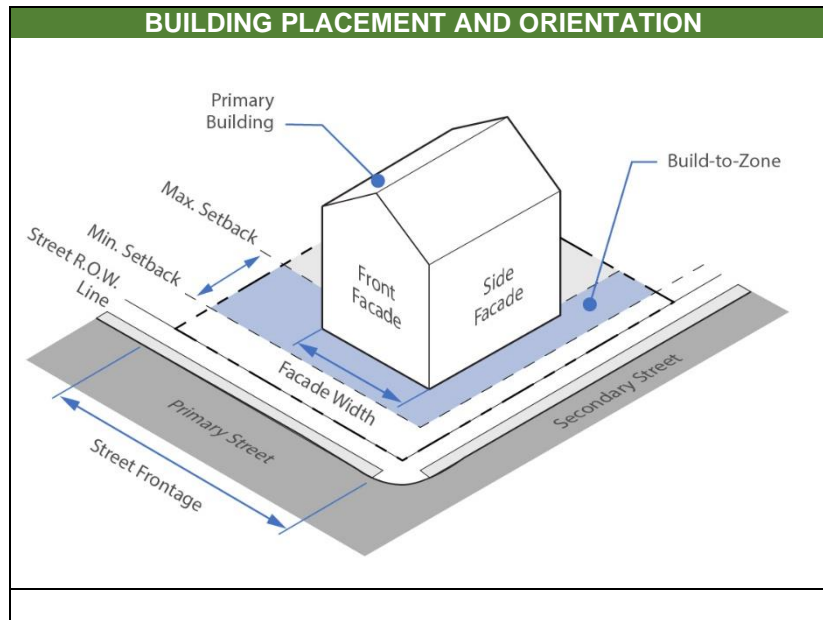 BUILDING PLACEMENT AND ORIENTATION
Primary
Building
Build-to-Zone
Max. Setback
Min. Setback
Street R.O.W.
Line
Front
Facade
Side
Facade
Facade Width
Primary Street
Secondary Street
Street Frontage